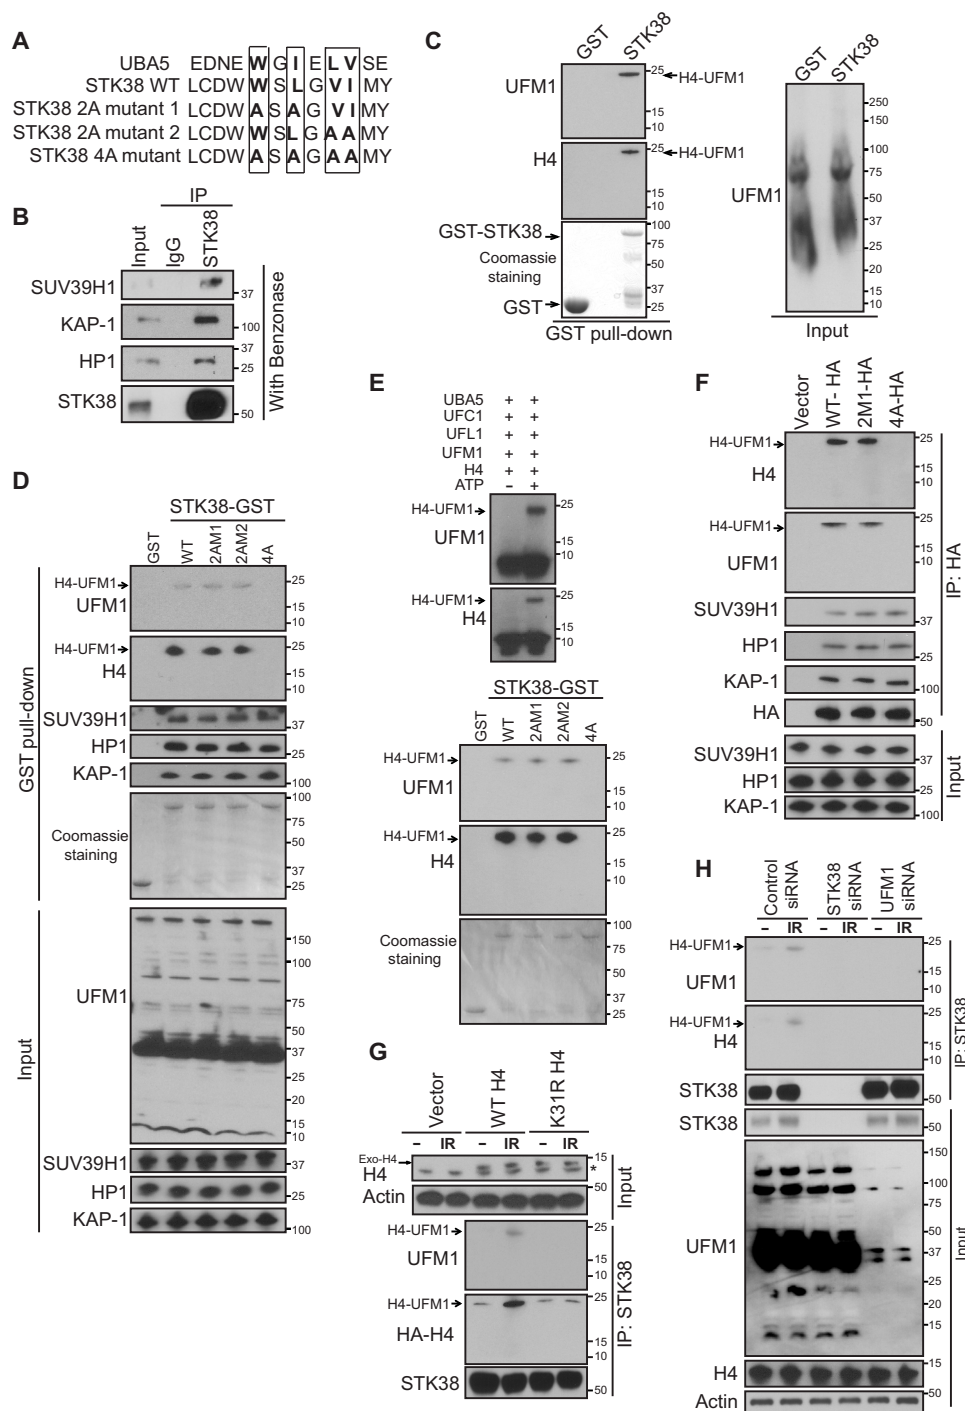 A
UBA5 EDNE W G I E L V SE
STK38 WT LCDW W S L G V I MY
STK38 2A mutant 1 LCDW A S A G V I MY
STK38 2A mutant 2 LCDW W S L G A A MY
STK38 4A mutant LCDW A S A G A A MY
B
IP
Input IgG STK38
SUV39H1 37
KAP-1 100
HP1 37 25
STK38 50
With Benzonase
C
GST STK38
UFM1 25 H4-UFM1
15
10
H4 25 H4-UFM1
15
10
GST-STK38 100
75
Coomassie staining 50
37
GST 25
GST pull-down
GST STK38
UFM1
250
150
100
75
50
37
25
20
15
10
Input
D
STK38-GST
GST WT 2AM1 2AM2 4A
H4-UFM1 25
UFM1 15
10
H4-UFM1 25
H4 15
10
SUV39H1 37
HP1 25
KAP-1 100
Coomassie staining
100
75
50
37
25
GST pull-down
UFM1
150
100
75
50
37
25
20
15
10
SUV39H1 37
HP1 25
KAP-1 100
Input
E
UBA5 + +
UFC1 + +
UFL1 + +
UFM1 + +
H4 + +
ATP – +
H4-UFM1 25
UFM1 15
10
H4-UFM1 25
H4 15
10
STK38-GST
GST WT 2AM1 2AM2 4A
H4-UFM1 25
UFM1 15
10
H4-UFM1 25
H4 15
10
Coomassie staining
100
75
50
37
25
F
Vector WT- HA 2M1-HA 4A-HA
H4-UFM1 25
H4 15
10
H4-UFM1 25
UFM1 15
10
SUV39H1 37
HP1 25
KAP-1 100
HA 50
IP: HA
SUV39H1 37
HP1 25
KAP-1 100
Input
G
Vector WT H4 K31R H4
– IR – IR – IR
Exo-H4 15
H4 *
Actin 50
Input
H4-UFM1 25
UFM1 15
10
H4-UFM1 25
HA-H4 15
10
STK38 50
IP: STK38
H
Control siRNA STK38 siRNA UFM1 siRNA
– IR – IR – IR
H4-UFM1 25
UFM1 15
10
H4-UFM1 25
H4 15
10
STK38 50
IP: STK38
STK38 50
UFM1
150
100
75
50
37
25
20
15
H4 15
10
Actin 50
Input